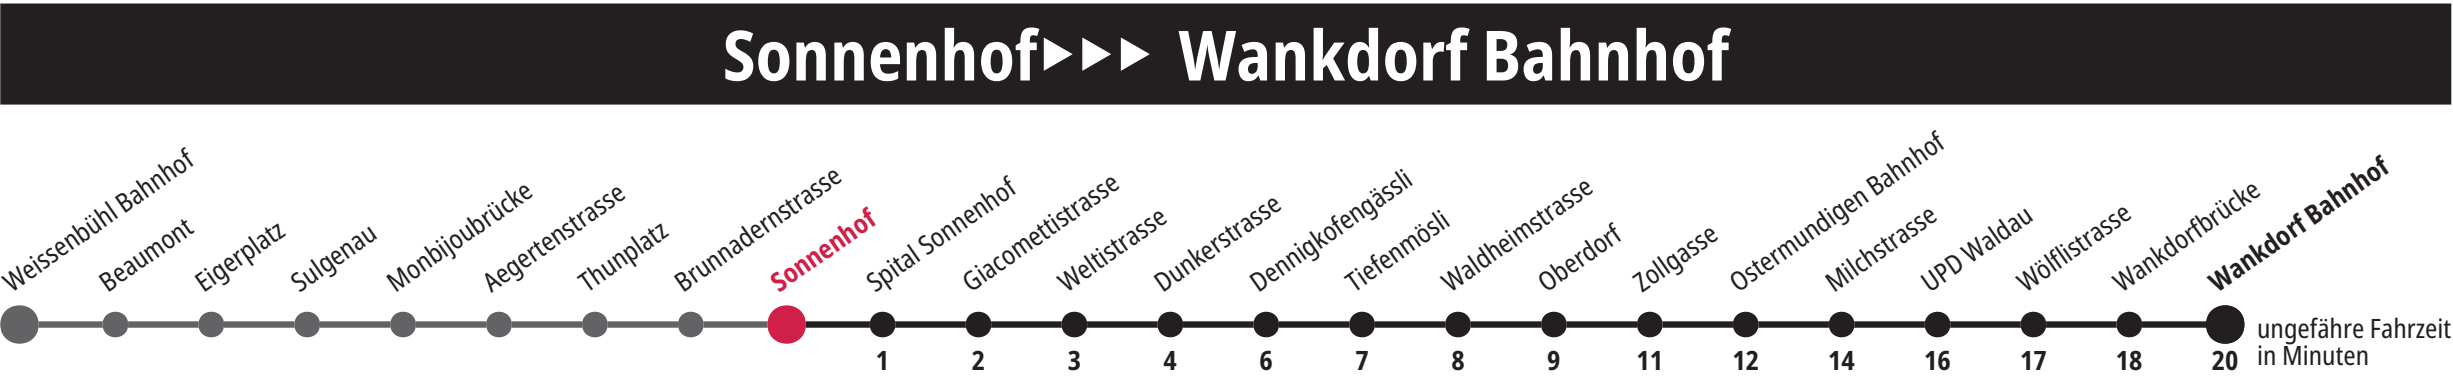 Sonnenhof▶▶▶ Wankdorf Bahnhof
Weissenbühl Bahnhof
Beaumont
Eigerplatz
Sulgenau
Monbijoubrücke
Aegertenstrasse
Thunplatz
Brunnadernstrasse
Sonnenhof
Spital Sonnenhof
Giacomettistrasse
Weltistrasse
Dunkerstrasse
Dennigkofengässli
Tiefenmösli
Waldheimstrasse
Oberdorf
Zollgasse
Ostermundigen Bahnhof
Milchstrasse
UPD Waldau
Wölflistrasse
Wankdorfbrücke
Wankdorf Bahnhof
1 2 3 4 6 7 8 9 11 12 14 16 17 18 20
ungefähre Fahrzeit
in Minuten